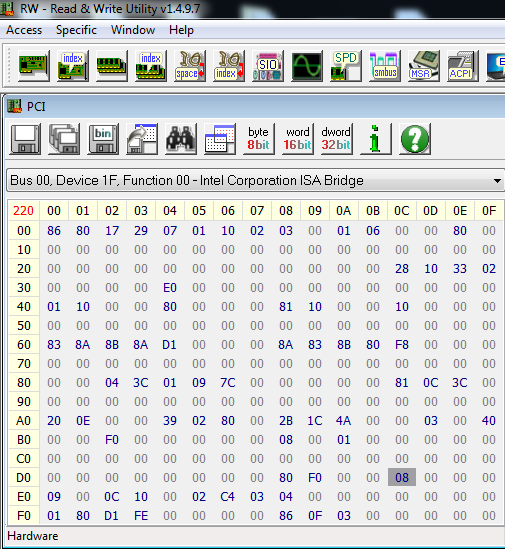 RW - Read & Write Utility v1.4.9.7
Access Specific Window Help
index space index SIO SPD smbus MSR ACPI E
PCI
bin byte 8bit word 16bit dword 32bit i ?
Bus 00, Device 1F, Function 00 - Intel Corporation ISA Bridge
220 00 01 02 03 04 05 06 07 08 09 0A 0B 0C 0D 0E 0F
00 86 80 17 29 07 01 10 02 03 00 01 06 00 00 80 00
10 00 00 00 00 00 00 00 00 00 00 00 00 00 00 00 00
20 00 00 00 00 00 00 00 00 00 00 00 00 28 10 33 02
30 00 00 00 00 E0 00 00 00 00 00 00 00 00 00 00 00
40 01 10 00 00 80 00 00 00 81 10 00 00 10 00 00 00
50 00 00 00 00 00 00 00 00 00 00 00 00 00 00 00 00
60 83 8A 8B 8A D1 00 00 00 8A 83 8B 80 F8 00 00 00
70 00 00 00 00 00 00 00 00 00 00 00 00 00 00 00 00
80 00 00 04 3C 01 09 7C 00 00 00 00 00 81 0C 3C 00
90 00 00 00 00 00 00 00 00 00 00 00 00 00 00 00 00
A0 20 0E 00 00 39 02 80 00 2B 1C 4A 00 00 03 00 40
B0 00 00 F0 00 00 00 00 00 08 00 01 00 00 00 00 00
C0 00 00 00 00 00 00 00 00 00 00 00 00 00 00 00 00
D0 00 00 00 00 00 00 00 00 80 F0 00 00 08 00 00 00
E0 09 00 0C 10 00 02 C4 03 04 00 00 00 00 00 00 00
F0 01 80 D1 FE 00 00 00 00 86 0F 03 00 00 00 00 00
Hardware